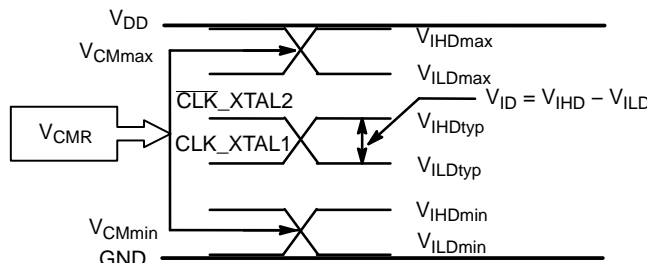 VDD
VIHDmax
VCMmax
VILDmax
CLK_XTAL2
VID = VIHD – VILD
VIHDtyp
VCMR
CLK_XTAL1
VILDtyp
VIHDmin
VCMmin
VILDmin
GND